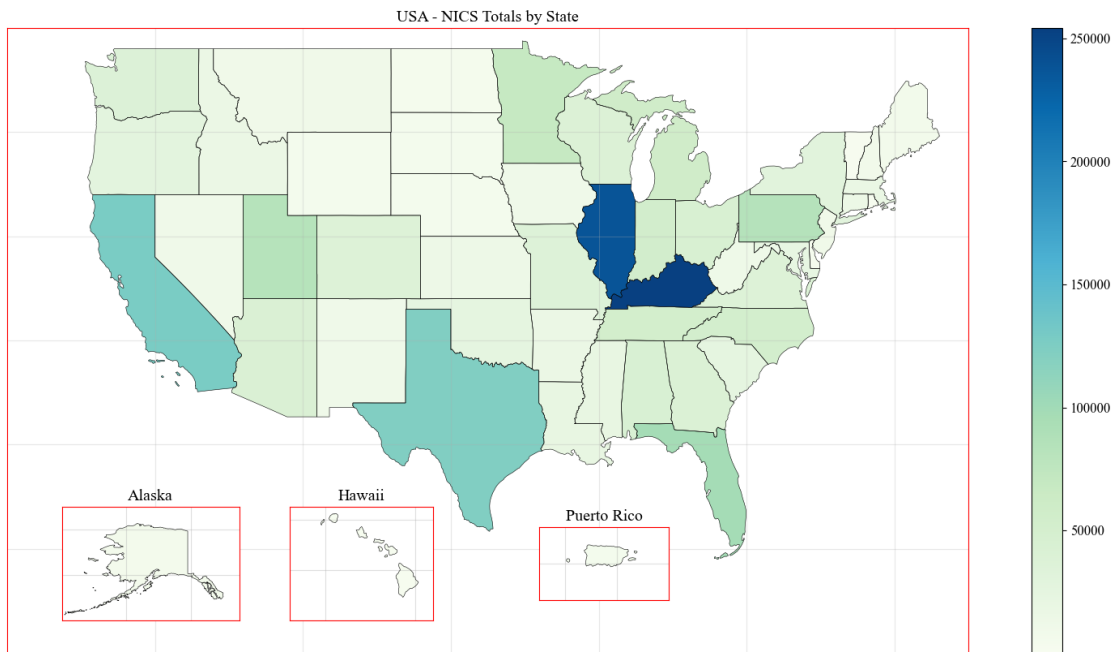 USA - NICS Totals by State
250000
200000
150000
100000
50000
Alaska
Hawaii
Puerto Rico